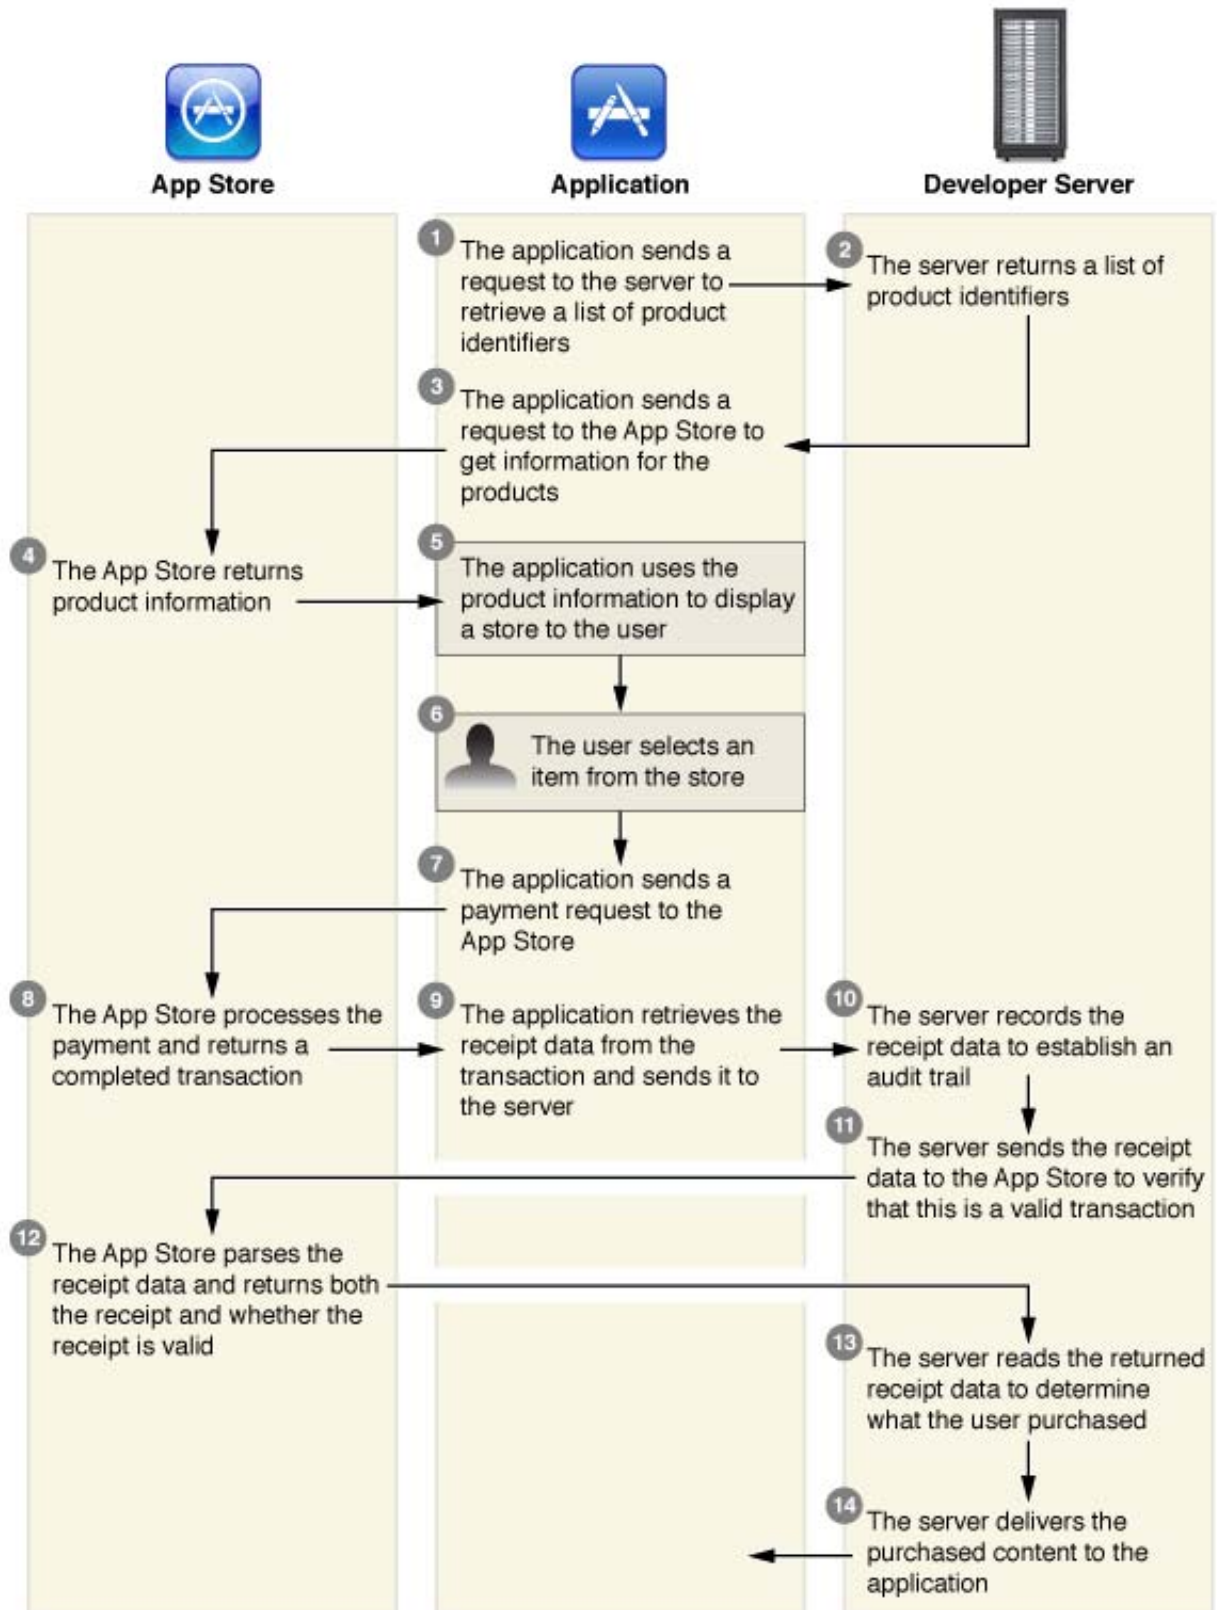 App Store
Application
Developer Server
1
The application sends a
request to the server to
retrieve a list of product
identifiers
2
The server returns a list of
product identifiers
3
The application sends a
request to the App Store to
get information for the
products
4
The App Store returns
product information
5
The application uses the
product information to display
a store to the user
6
The user selects an
item from the store
7
The application sends a
payment request to the
App Store
8
The App Store processes the
payment and returns a
completed transaction
9
The application retrieves the
receipt data from the
transaction and sends it to
the server
10
The server records the
receipt data to establish an
audit trail
11
The server sends the receipt
data to the App Store to verify
that this is a valid transaction
12
The App Store parses the
receipt data and returns both
the receipt and whether the
receipt is valid
13
The server reads the returned
receipt data to determine
what the user purchased
14
The server delivers the
purchased content to the
application